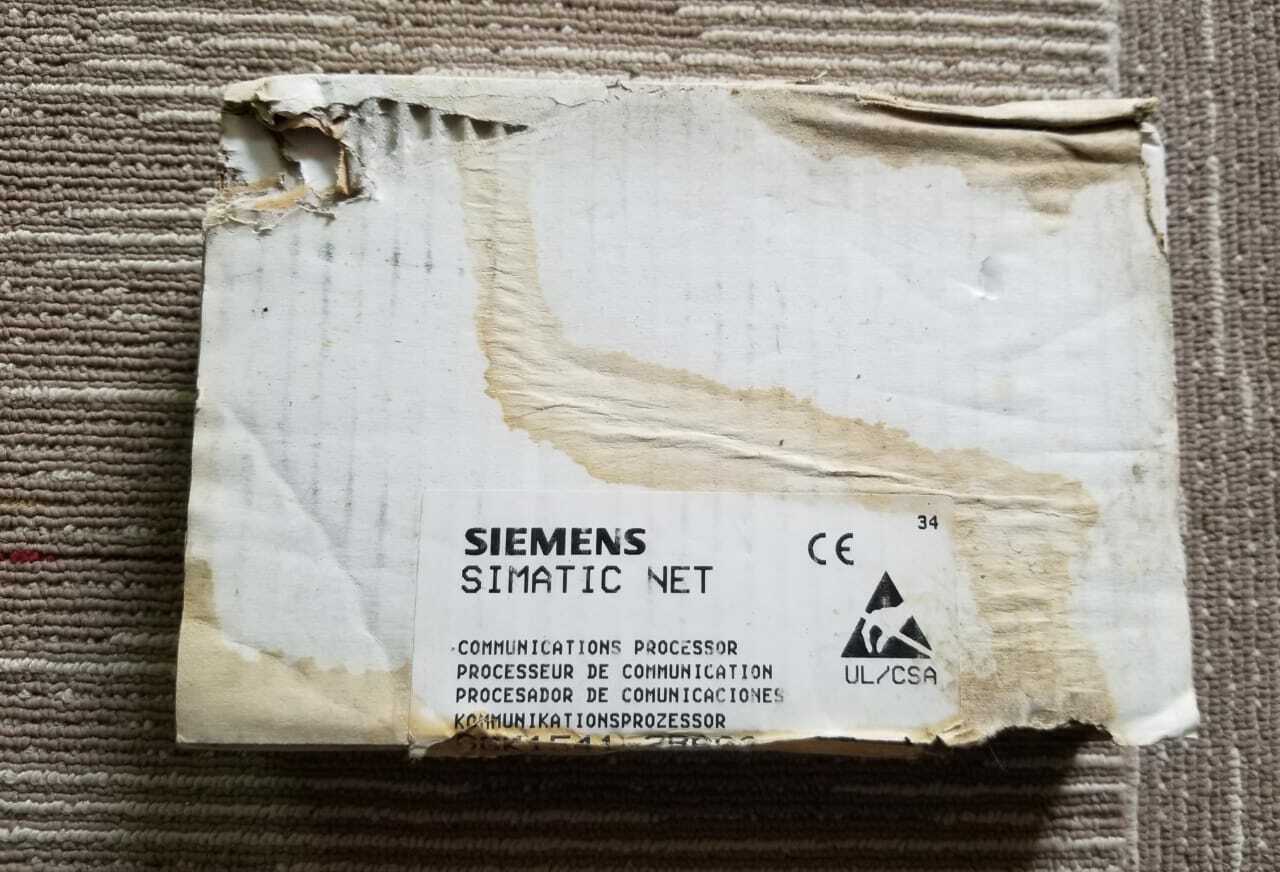 34
SIEMENS
CE
SIMATIC NET
COMMUNICATIONS PROCESSOR
PROCESSEUR DE COMMUNICATION
PROCESADOR DE COMUNICACIONES
KOMMUNIKATIONSPROZESSOR
UL/CSA